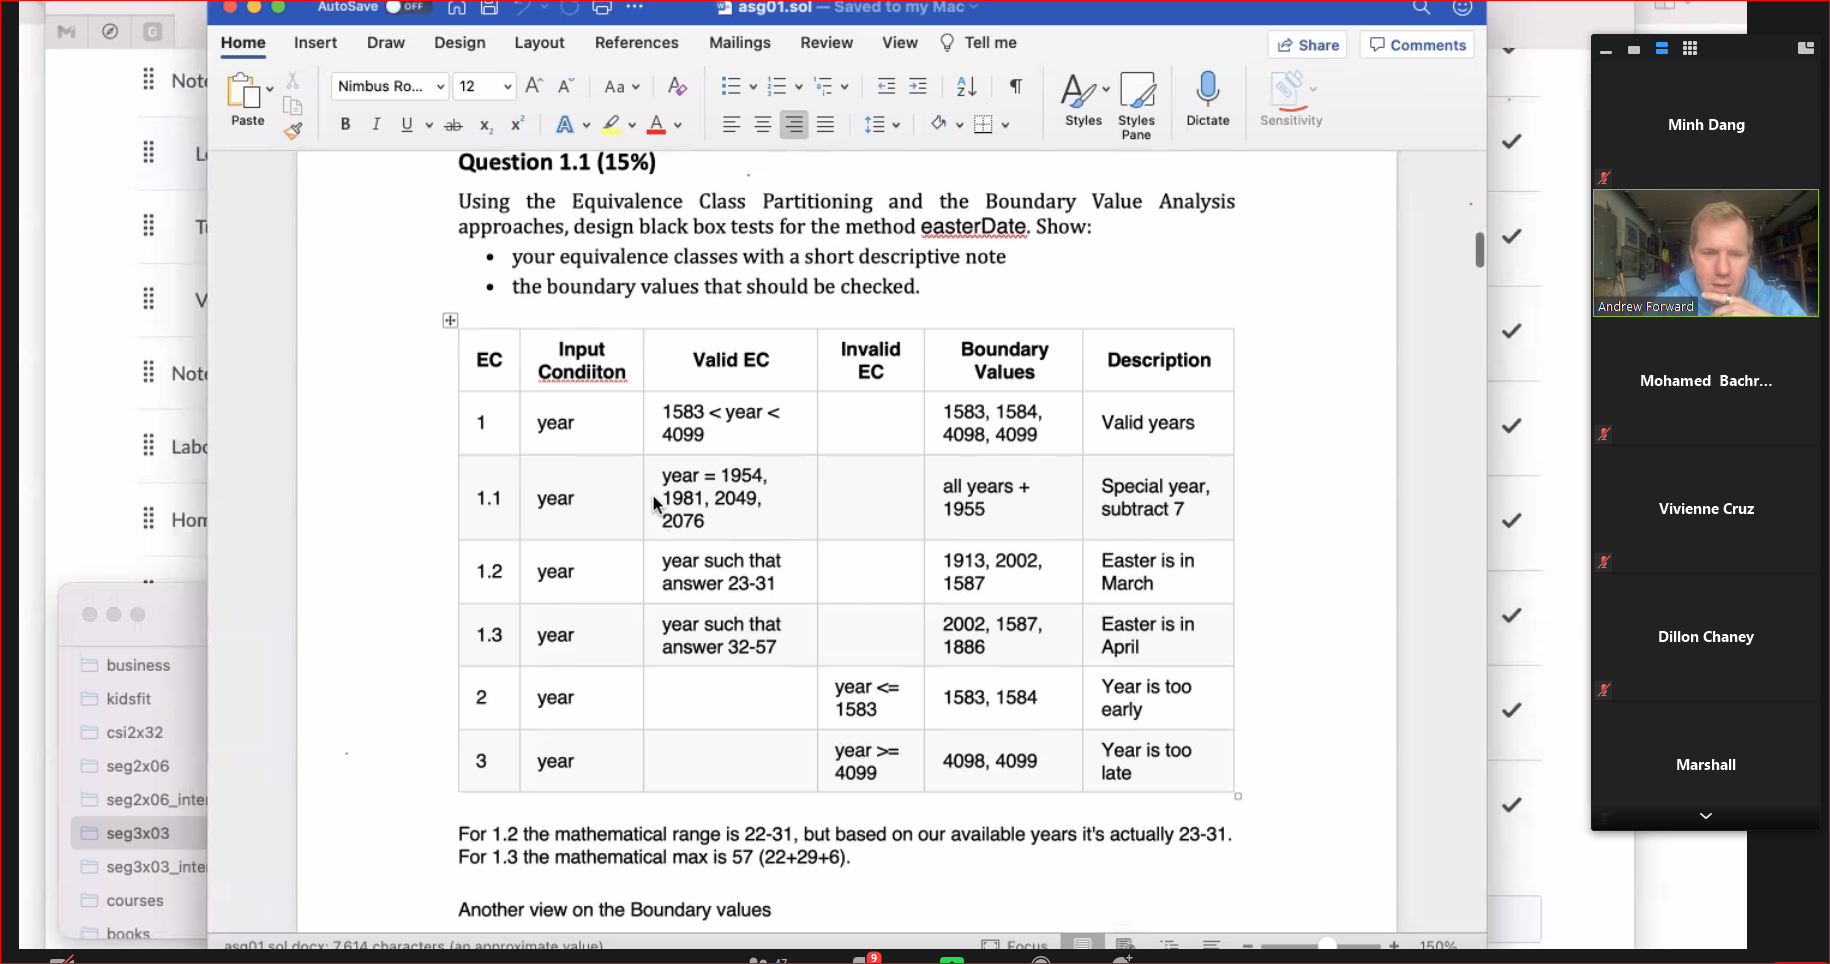 AutoSave OFF
asg01.sol — Saved to my Mac
Home Insert Draw Design Layout References Mailings Review View Tell me
Share Comments
Paste
Nimbus Ro... 12
Styles
Styles Pane
Dictate
Sensitivity
Question 1.1 (15%)
Using the Equivalence Class Partitioning and the Boundary Value Analysis
approaches, design black box tests for the method easterDate. Show:
• your equivalence classes with a short descriptive note
• the boundary values that should be checked.
EC Input Condiiton Valid EC Invalid EC Boundary Values Description
1 year 1583 < year < 4099 1583, 1584, 4098, 4099 Valid years
1.1 year year = 1954, 1981, 2049, 2076 all years + 1955 Special year, subtract 7
1.2 year year such that answer 23-31 1913, 2002, 1587 Easter is in March
1.3 year year such that answer 32-57 2002, 1587, 1886 Easter is in April
2 year year <= 1583 1583, 1584 Year is too early
3 year year >= 4099 4098, 4099 Year is too late
For 1.2 the mathematical range is 22-31, but based on our available years it's actually 23-31.
For 1.3 the mathematical max is 57 (22+29+6).
Another view on the Boundary values
asg01.sol.docx: 7,614 characters (an approximate value)
Focus
150%
Note
Note
Labo
Hom
business
kidsfit
csi2x32
seg2x06
seg2x06_inter
seg3x03
seg3x03_inte
courses
books
Minh Dang
Andrew Forward
Mohamed Bachr...
Vivienne Cruz
Dillon Chaney
Marshall
9
47